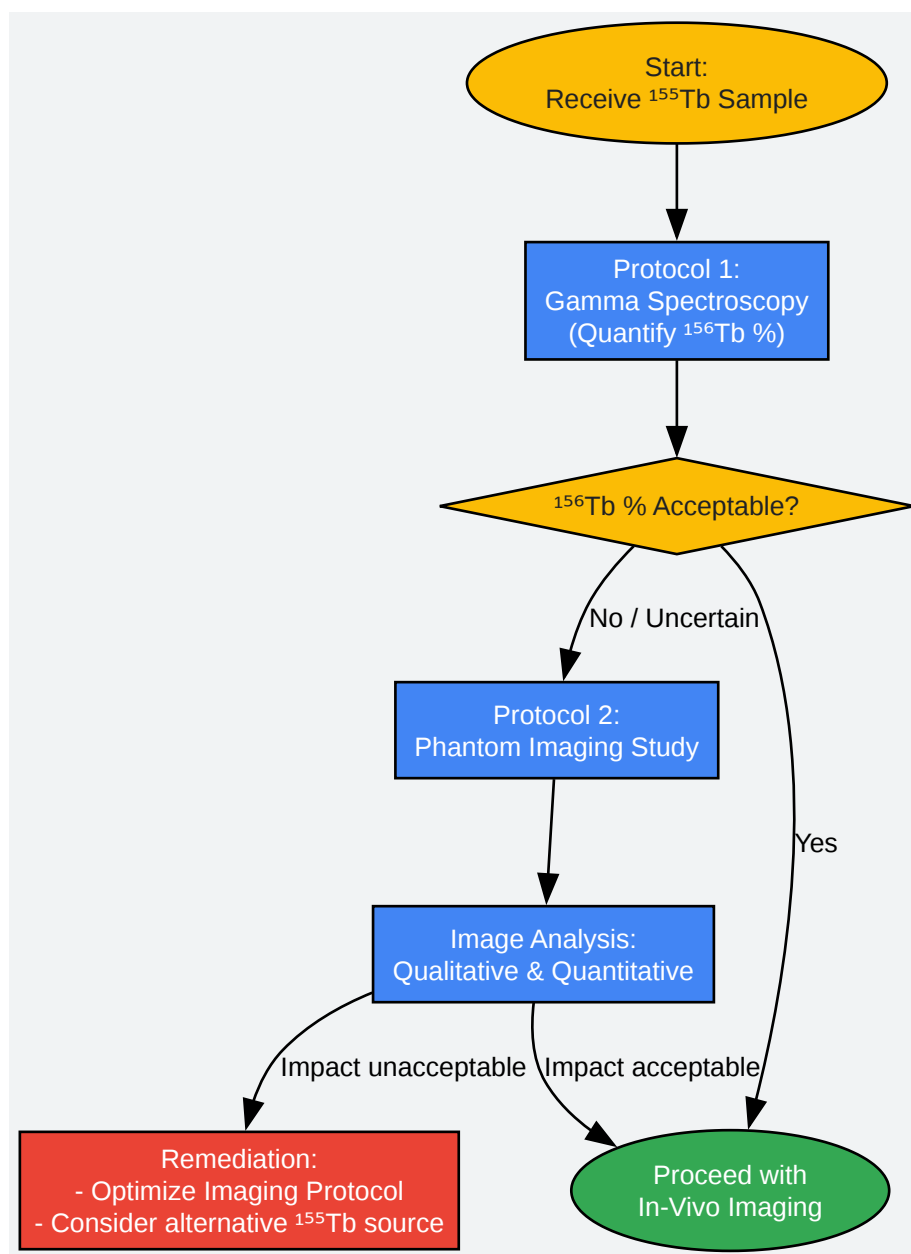 Start:
Receive ¹⁵⁵Tb Sample
Protocol 1:
Gamma Spectroscopy
(Quantify ¹⁵⁶Tb %)
¹⁵⁶Tb % Acceptable?
No / Uncertain
Protocol 2:
Phantom Imaging Study
Yes
Image Analysis:
Qualitative & Quantitative
Impact unacceptable
Impact acceptable
Remediation:
- Optimize Imaging Protocol
- Consider alternative ¹⁵⁵Tb source
Proceed with
In-Vivo Imaging